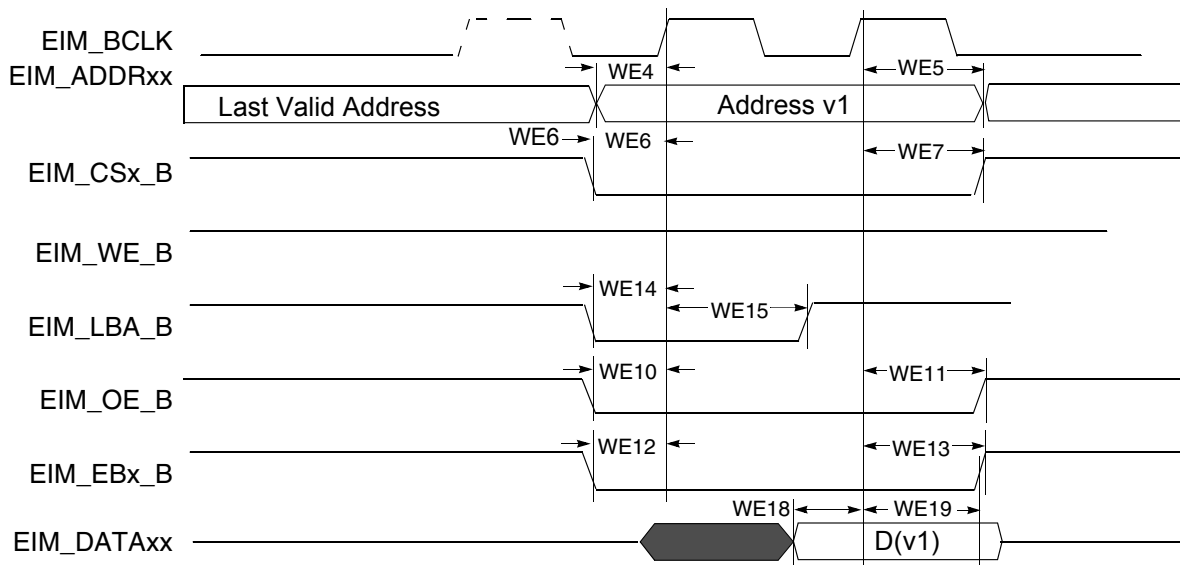 EIM_BCLK
EIM_ADDRxx
WE4
WE5
Last Valid Address
Address v1
WE6
WE6
WE7
EIM_CSx_B
EIM_WE_B
WE14
WE15
EIM_LBA_B
WE10
WE11
EIM_OE_B
WE12
WE13
EIM_EBx_B
WE18
WE19
EIM_DATAxx
D(v1)